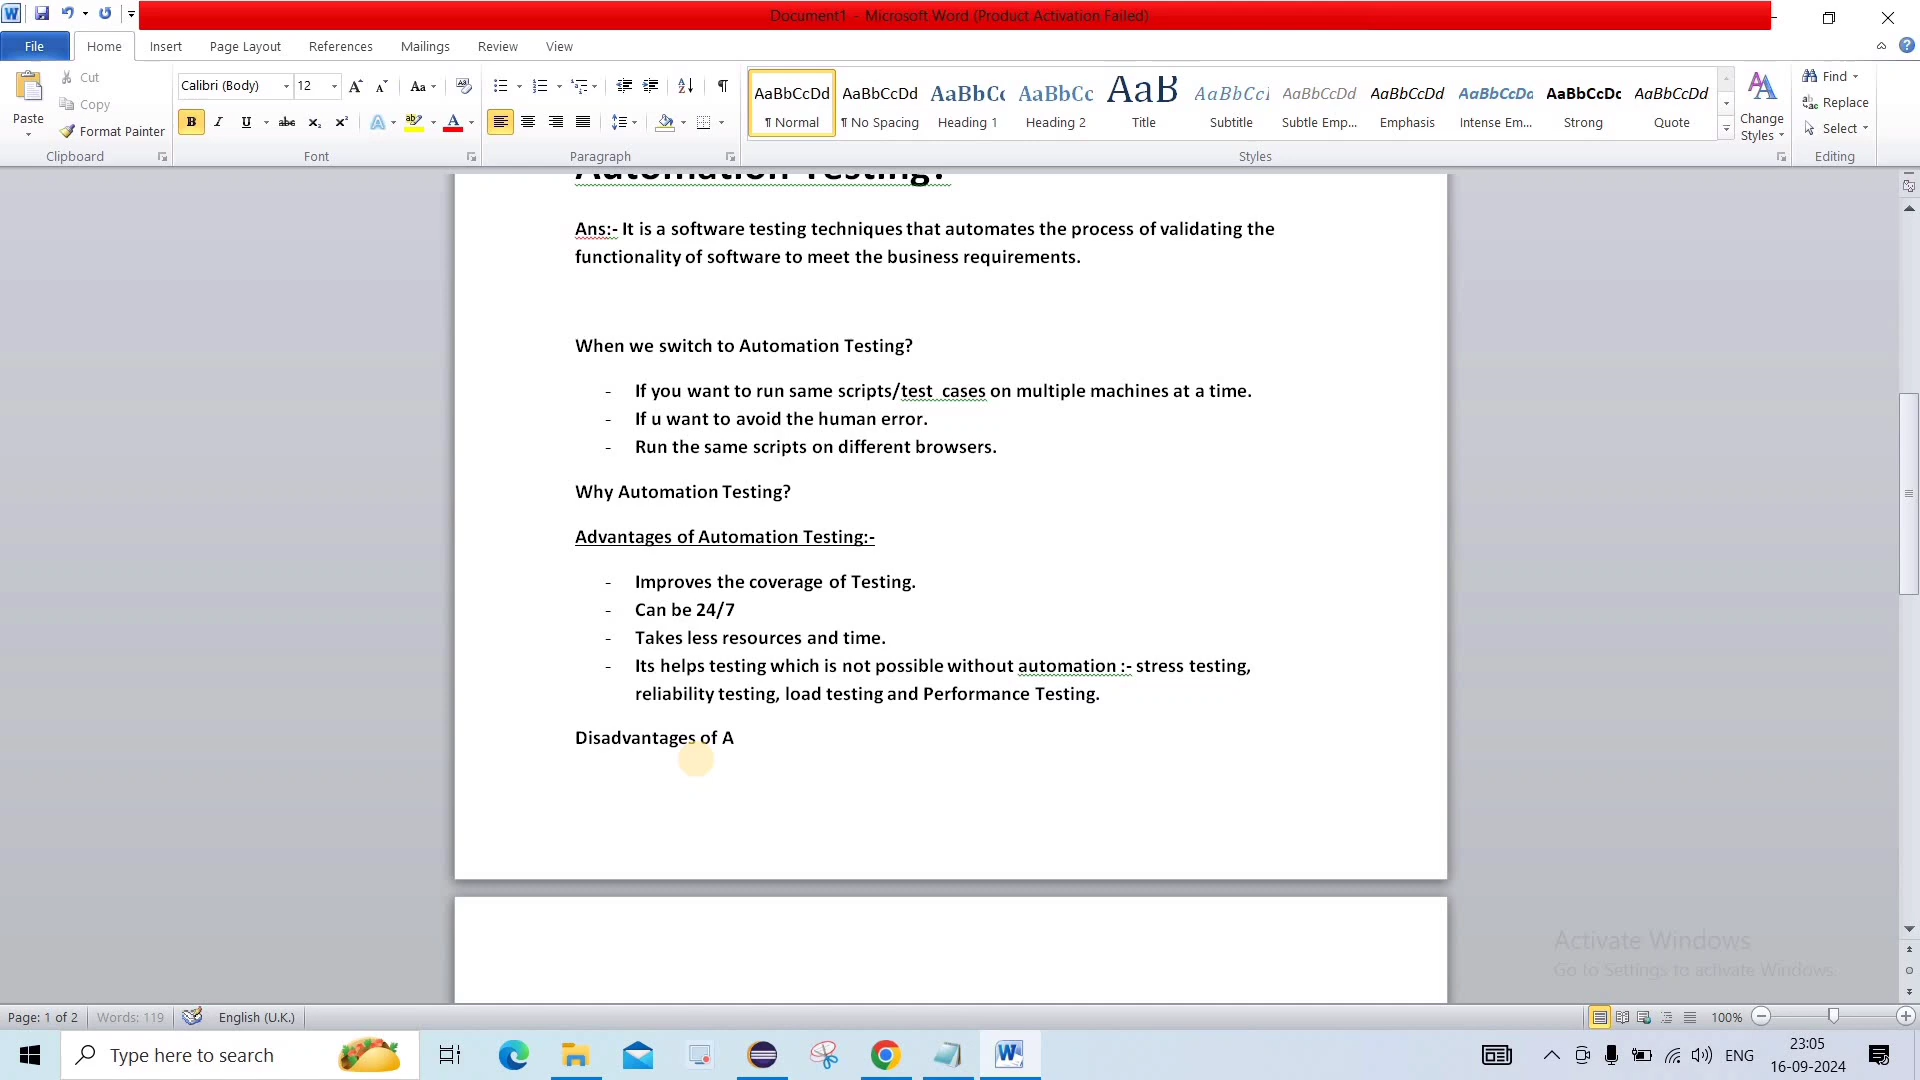 Document1 - Microsoft Word (Product Activation Failed)
File Home Insert Page Layout References Mailings Review View
Paste
Cut
Copy
Format Painter
Clipboard
Calibri (Body) 12
Font
Paragraph
AaBbCcDd AaBbCcDd AaBbCc AaBbCc AaB AaBbCcI AaBbCcDd AaBbCcDd AaBbCcDd AaBbCcDc AaBbCcDd
¶ Normal ¶ No Spacing Heading 1 Heading 2 Title Subtitle Subtle Emp... Emphasis Intense Em... Strong Quote
Styles
Change Styles
Find
Replace
Select
Editing
Automation Testing?
Ans:- It is a software testing techniques that automates the process of validating the
functionality of software to meet the business requirements.
When we switch to Automation Testing?
- If you want to run same scripts/test cases on multiple machines at a time.
- If u want to avoid the human error.
- Run the same scripts on different browsers.
Why Automation Testing?
Advantages of Automation Testing:-
- Improves the coverage of Testing.
- Can be 24/7
- Takes less resources and time.
- Its helps testing which is not possible without automation :- stress testing,
reliability testing, load testing and Performance Testing.
Disadvantages of A
Activate Windows
Go to Settings to activate Windows.
Page: 1 of 2 Words: 119 English (U.K.) 100%
Type here to search
ENG
23:05
16-09-2024